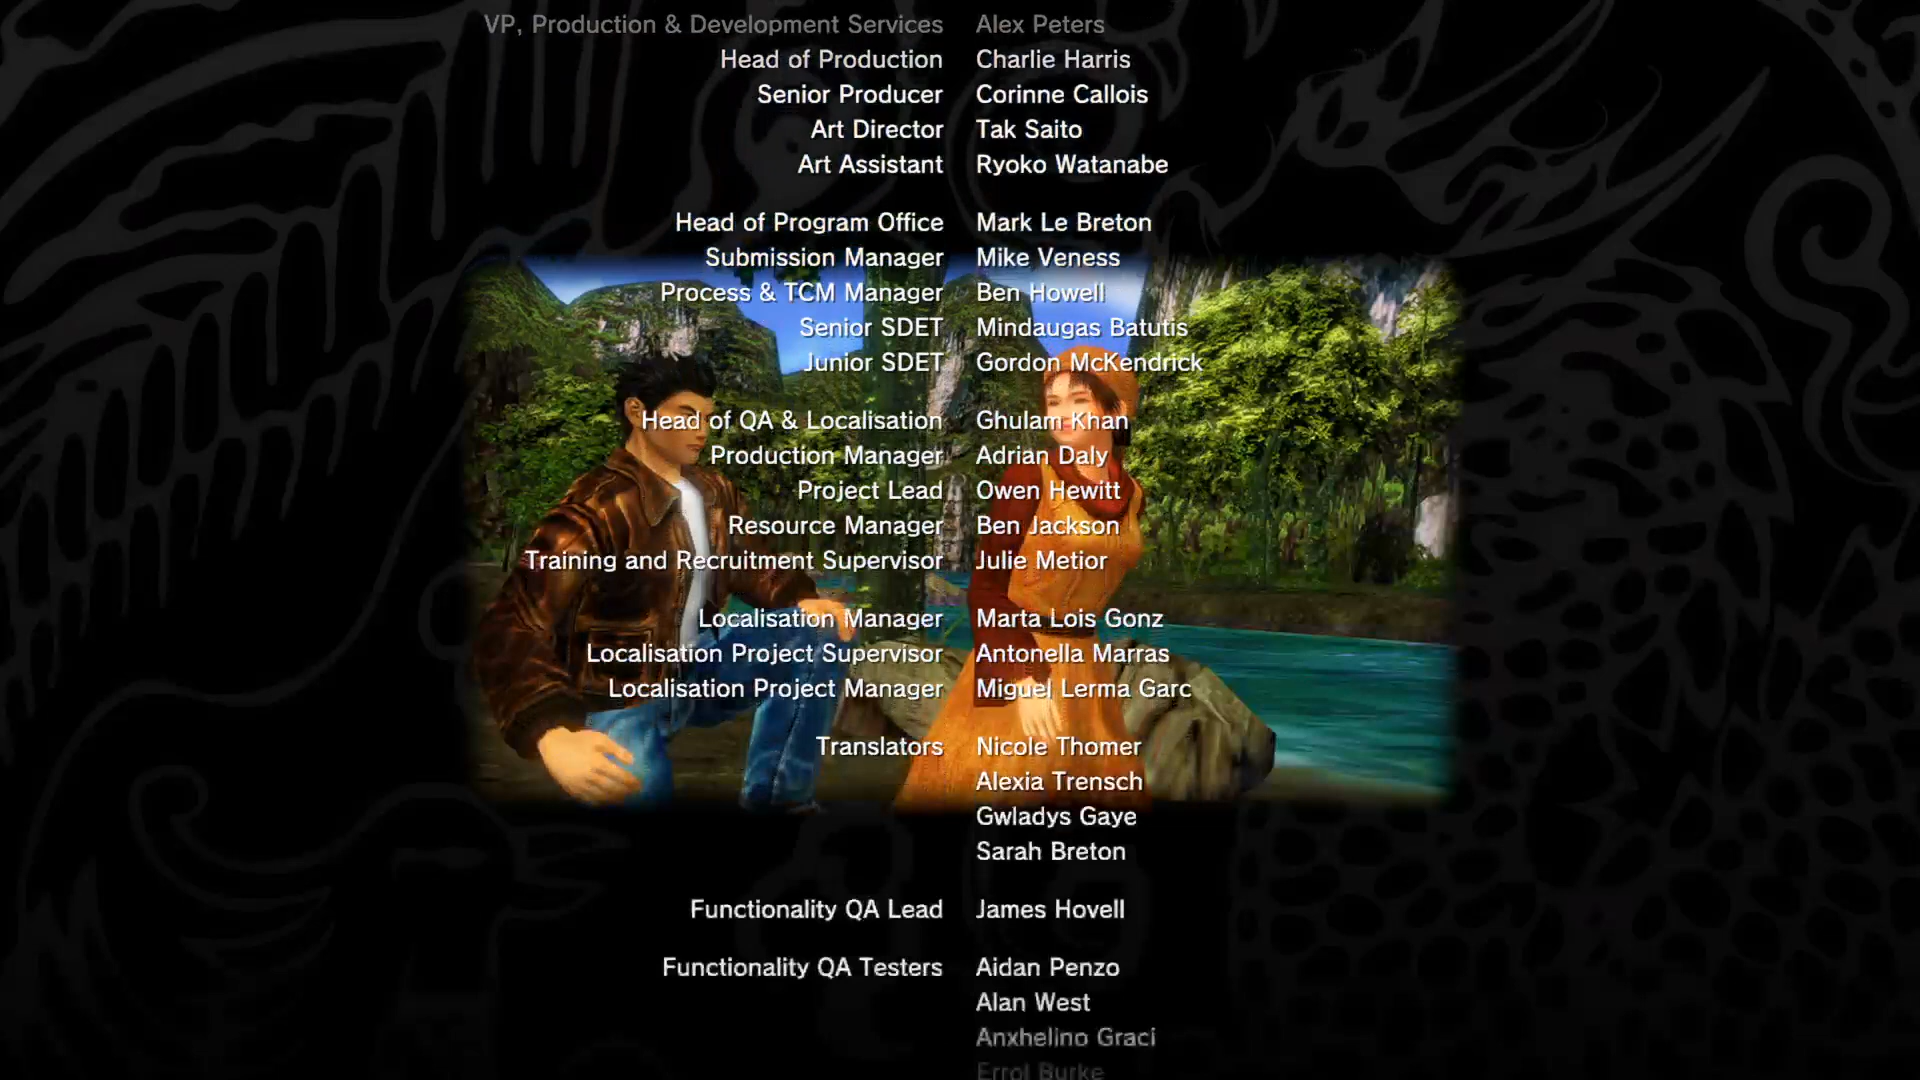 VP, Production & Development Services Alex Peters
Head of Production Charlie Harris
Senior Producer Corinne Callois
Art Director Tak Saito
Art Assistant Ryoko Watanabe
Head of Program Office Mark Le Breton
Submission Manager Mike Veness
Process & TCM Manager Ben Howell
Senior SDET Mindaugas Batutis
Junior SDET Gordon McKendrick
Head of QA & Localisation Ghulam Khan
Production Manager Adrian Daly
Project Lead Owen Hewitt
Resource Manager Ben Jackson
Training and Recruitment Supervisor Julie Metior
Localisation Manager Marta Lois Gonz
Localisation Project Supervisor Antonella Marras
Localisation Project Manager Miguel Lerma Garc
Translators Nicole Thomer
Alexia Trensch
Gwladys Gaye
Sarah Breton
Functionality QA Lead James Hovell
Functionality QA Testers Aidan Penzo
Alan West
Anxhelino Graci
Errol Burke